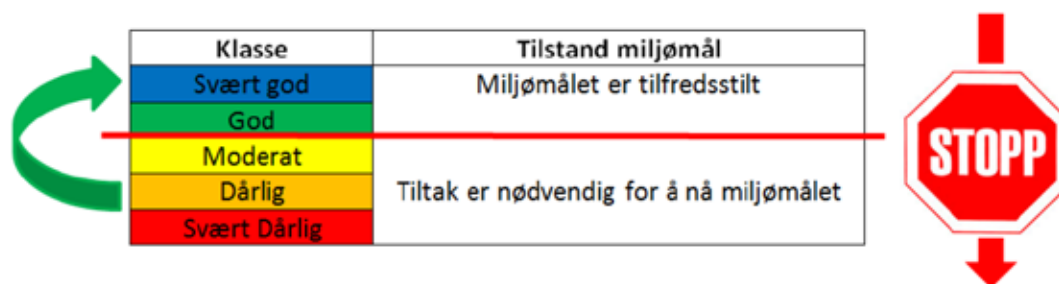 Klasse Tilstand miljømål
Svært god Miljømålet er tilfredsstilt
God
Moderat
Dårlig Tiltak er nødvendig for å nå miljømålet
Svært Dårlig
STOPP